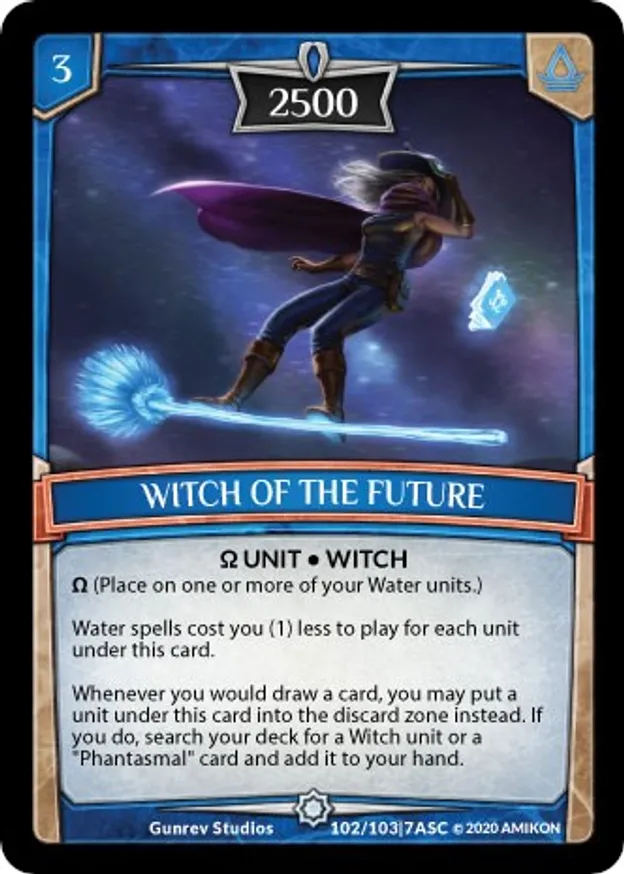 3
2500
WITCH OF THE FUTURE
Ω UNIT • WITCH
Ω (Place on one or more of your Water units.)
Water spells cost you (1) less to play for each unit
under this card.
Whenever you would draw a card, you may put a
unit under this card into the discard zone instead. If
you do, search your deck for a Witch unit or a
"Phantasmal" card and add it to your hand.
Gunrev Studios 102/103|7ASC © 2020 AMIKON